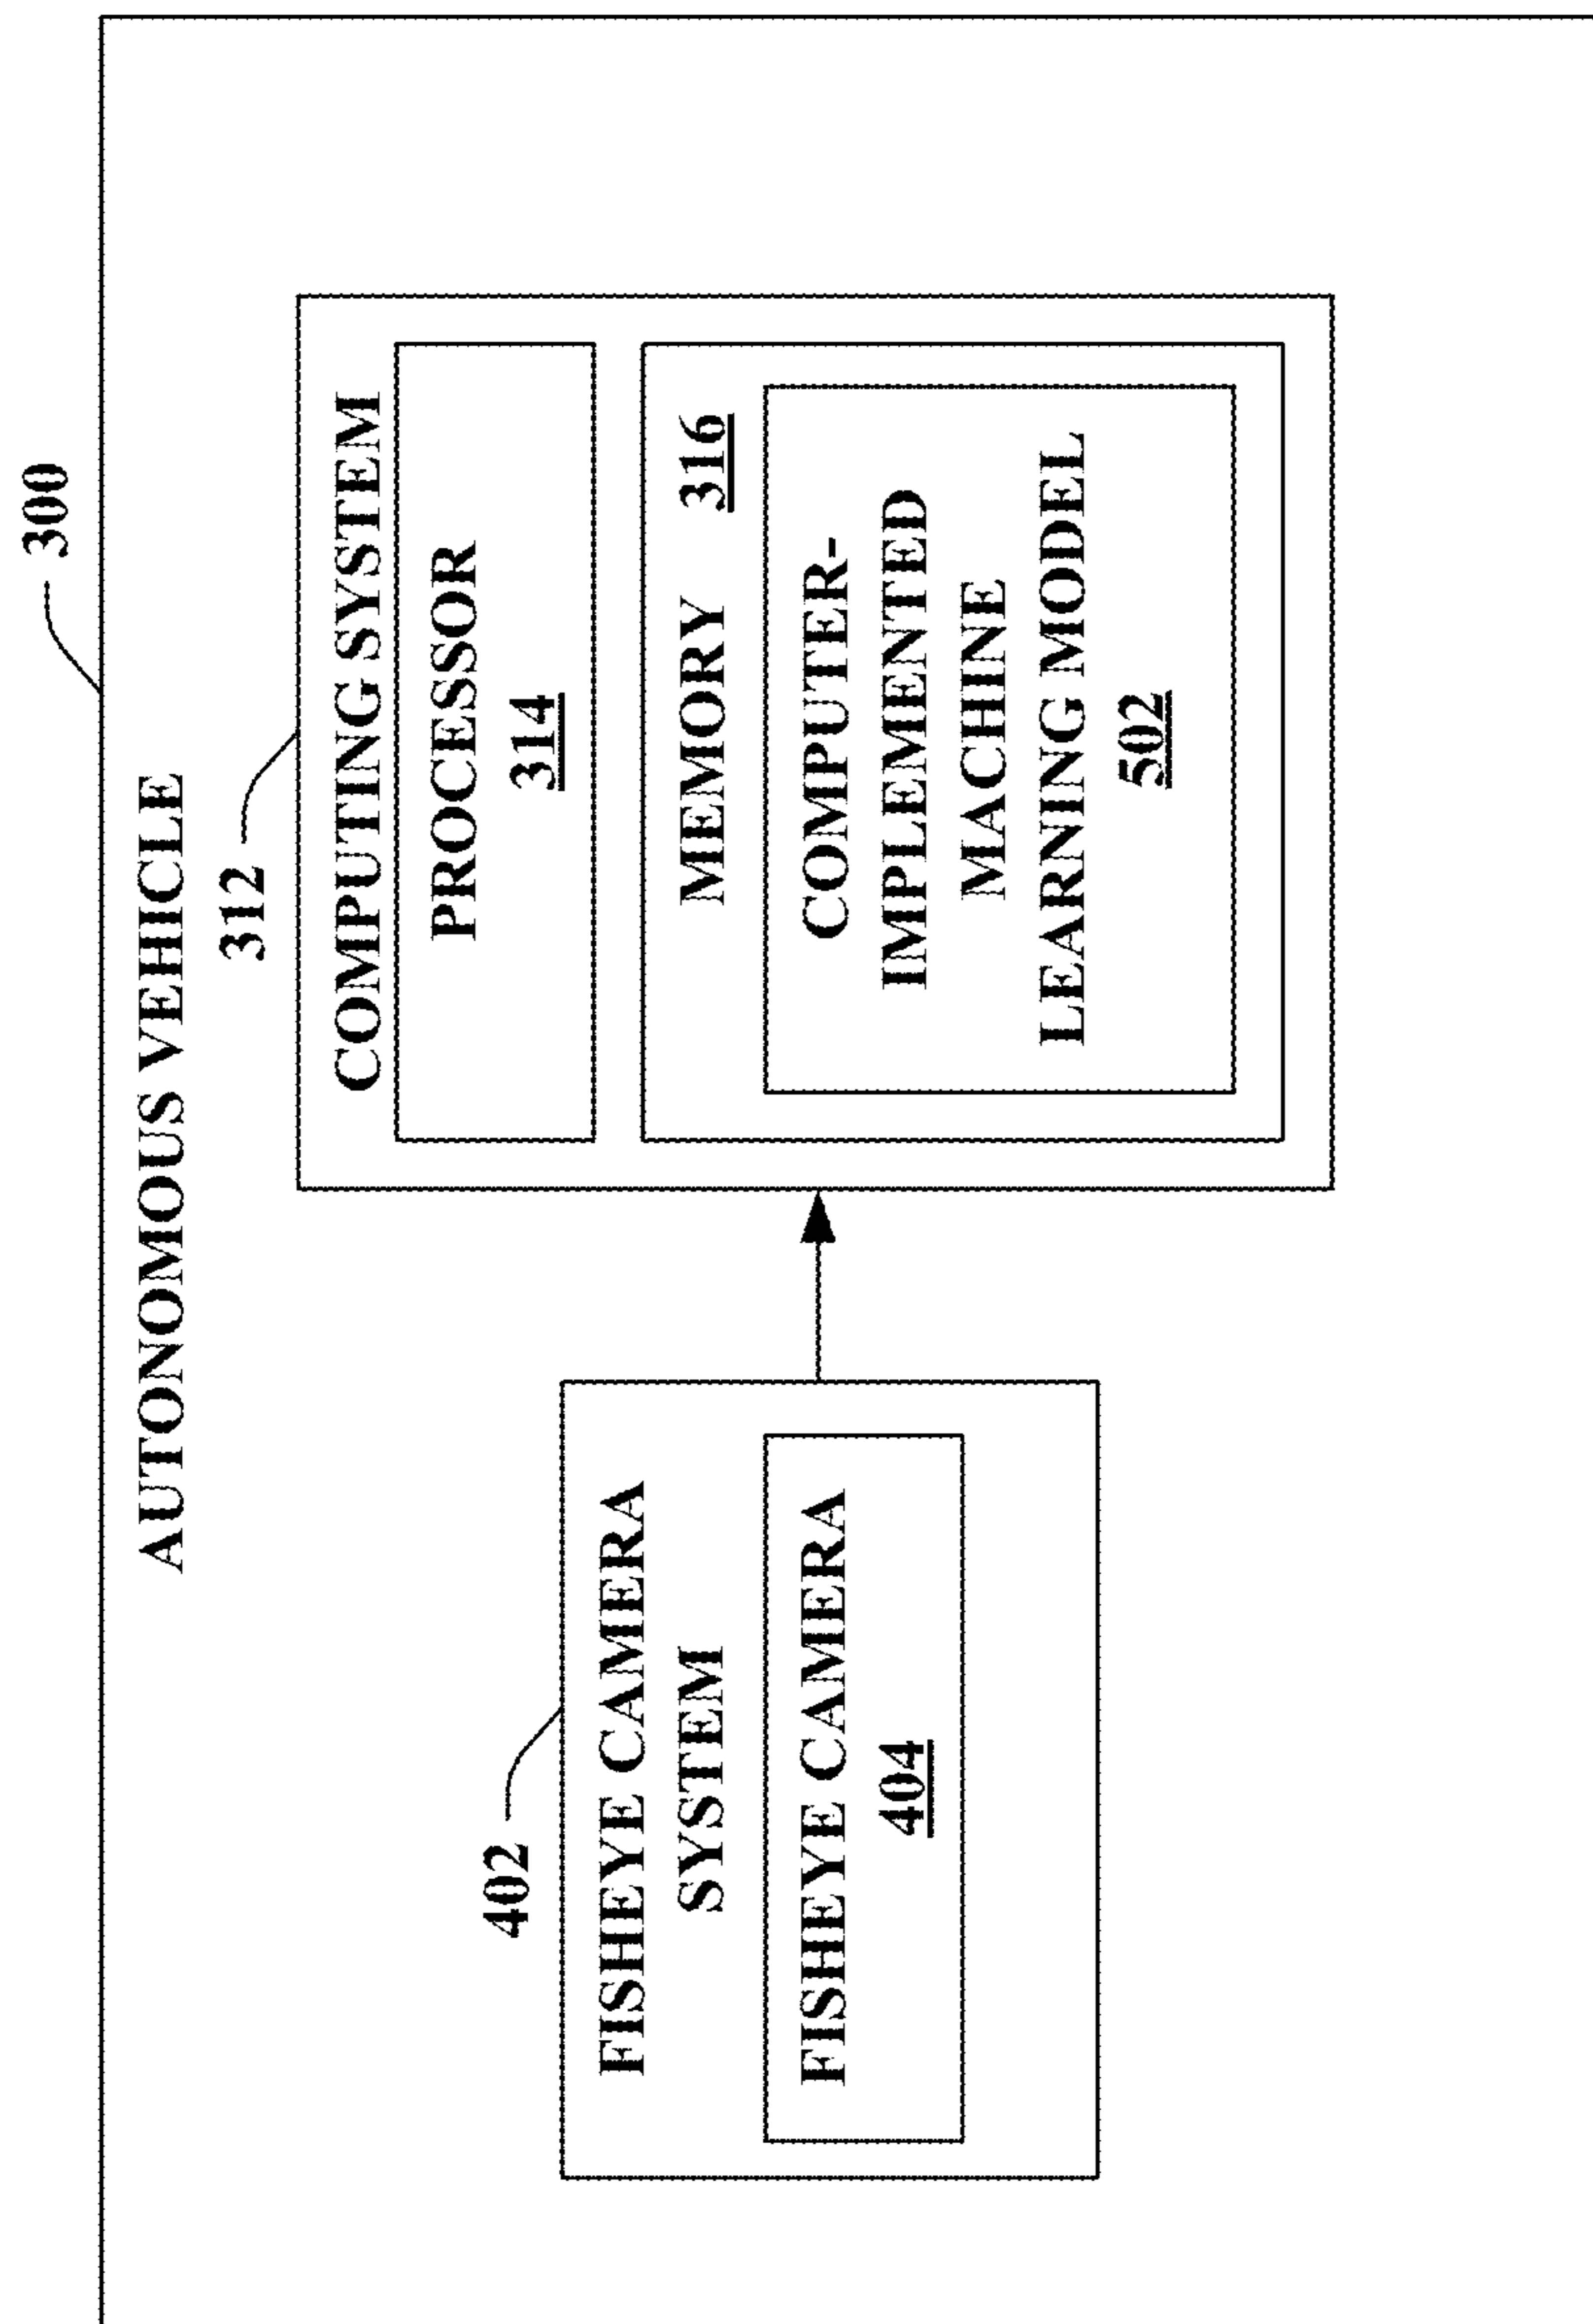 300
AUTONOMOUS VEHICLE
312
COMPUTING SYSTEM
PROCESSOR
314
MEMORY 316
COMPUTER-
IMPLEMENTED
MACHINE
LEARNING MODEL
502
402
FISHEYE CAMERA
SYSTEM
FISHEYE CAMERA
404